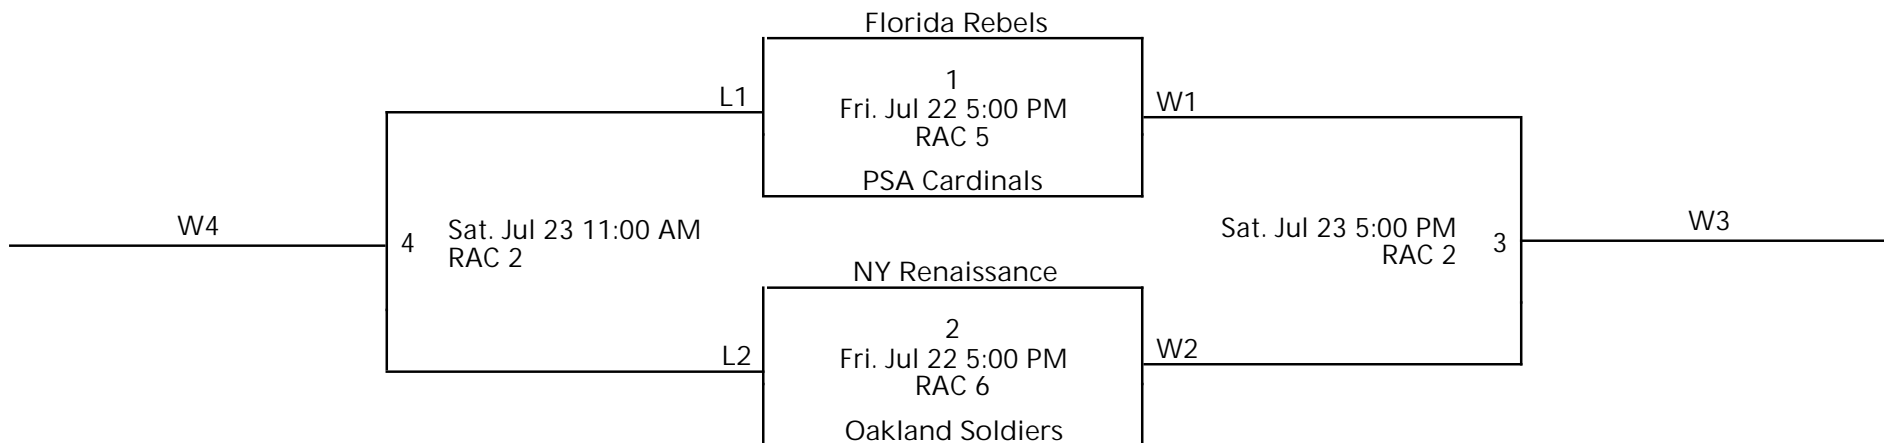 Florida Rebels
1
L1
Fri. Jul 22 5:00 PM
W1
RAC 5
PSA Cardinals
W4
4
Sat. Jul 23 11:00 AM
RAC 2
Sat. Jul 23 5:00 PM
RAC 2
3
W3
NY Renaissance
2
L2
Fri. Jul 22 5:00 PM
W2
RAC 6
Oakland Soldiers